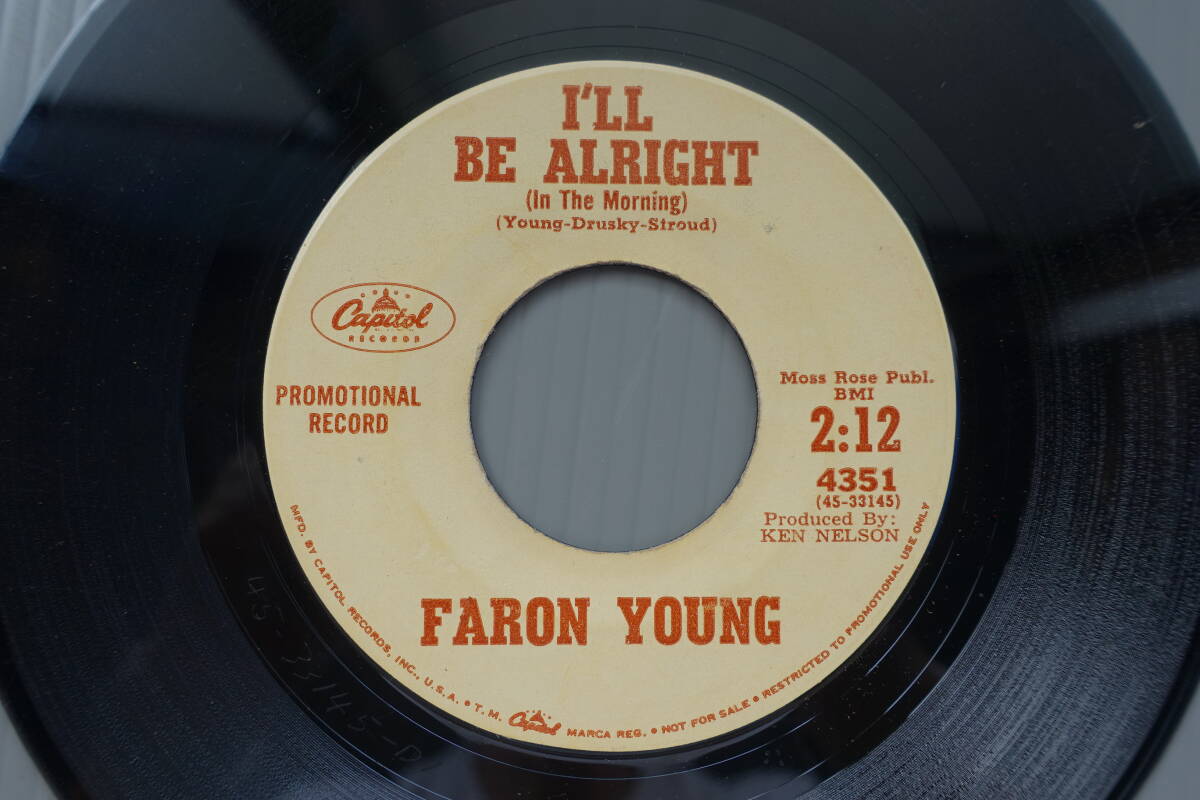 I'LL
BE ALRIGHT
(In The Morning)
(Young-Drusky-Stroud)
Capitol
RECORDS
PROMOTIONAL
RECORD
Moss Rose Publ.
BMI
2:12
4351
(45-33145)
Produced By:
KEN NELSON
FARON YOUNG
MFD. BY CAPITOL RECORDS, INC., U.S.A. • T.M. Capitol MARCA REG. • NOT FOR SALE • RESTRICTED TO PROMOTIONAL USE ONLY
45-33145-D